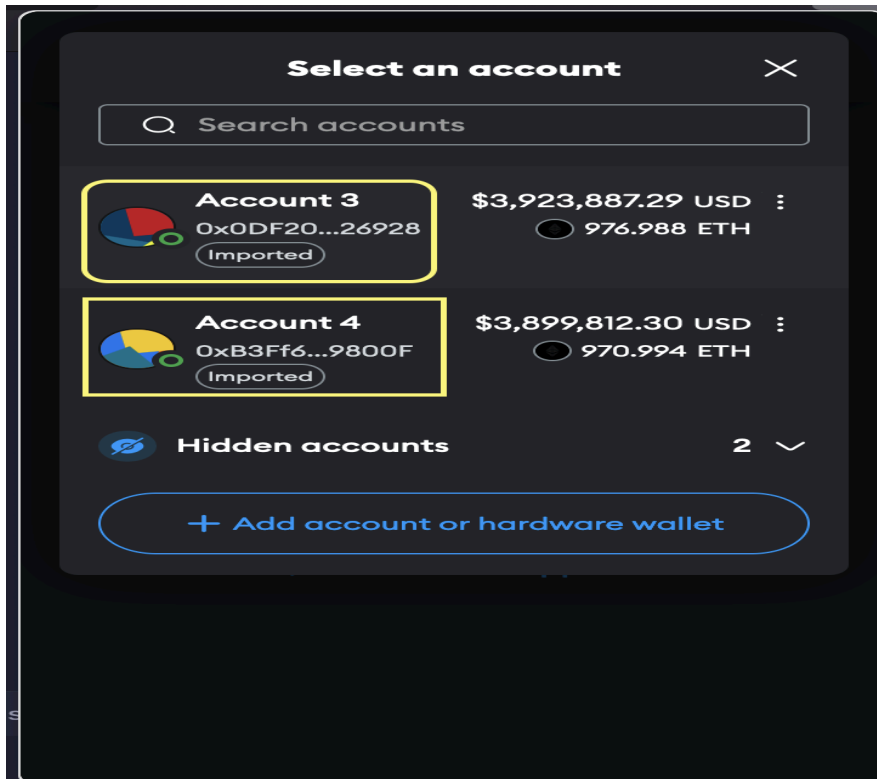 Select an account
Search accounts
Account 3
$3,923,887.29 USD
0x0DF20...26928
976.988 ETH
Imported
Account 4
$3,899,812.30 USD
0xB3Ff6...9800F
970.994 ETH
Imported
Hidden accounts
2
+ Add account or hardware wallet